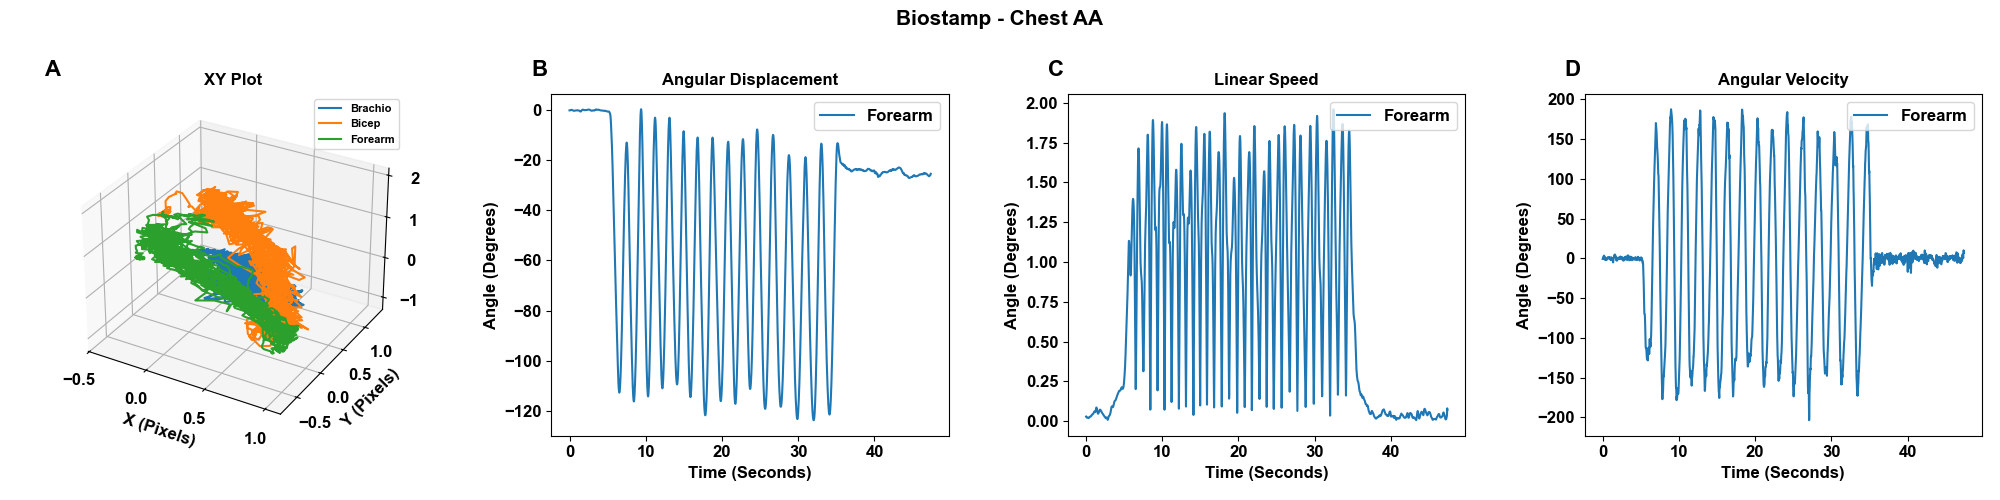 Biostamp - Chest AA
A
XY Plot
Brachio
Bicep
Forearm
2
1
0
−1
−0.5
0.0
0.5
1.0
X (Pixels)
−0.5
0.0
0.5
1.0
Y (Pixels)
B
Angular Displacement
Forearm
0
−20
−40
−60
−80
−100
−120
Angle (Degrees)
0 10 20 30 40
Time (Seconds)
C
Linear Speed
Forearm
2.00
1.75
1.50
1.25
1.00
0.75
0.50
0.25
0.00
Angle (Degrees)
0 10 20 30 40
Time (Seconds)
D
Angular Velocity
Forearm
200
150
100
50
0
−50
−100
−150
−200
Angle (Degrees)
0 10 20 30 40
Time (Seconds)